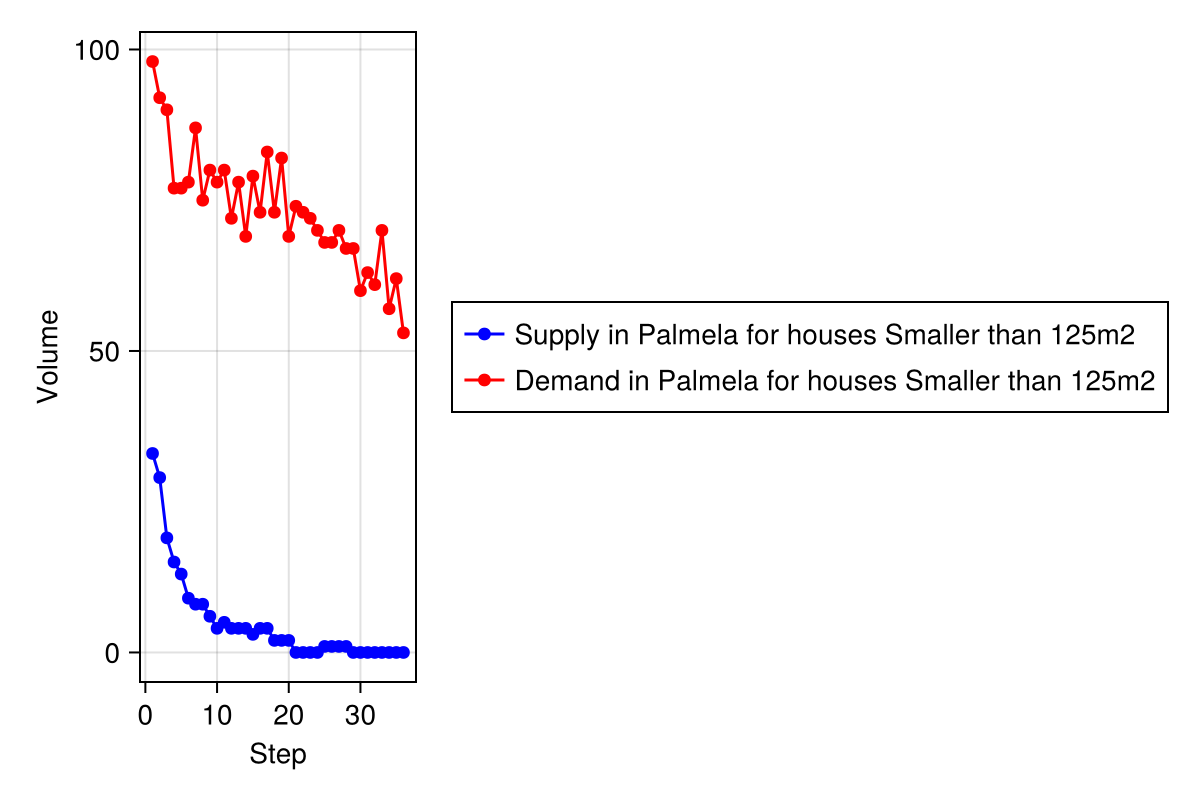 100
50
0
Volume
0 10 20 30
Step
Supply in Palmela for houses Smaller than 125m2
Demand in Palmela for houses Smaller than 125m2